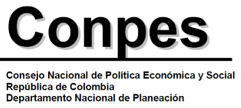 Conpes
Consejo Nacional de Política Económica y Social
República de Colombia
Departamento Nacional de Planeación